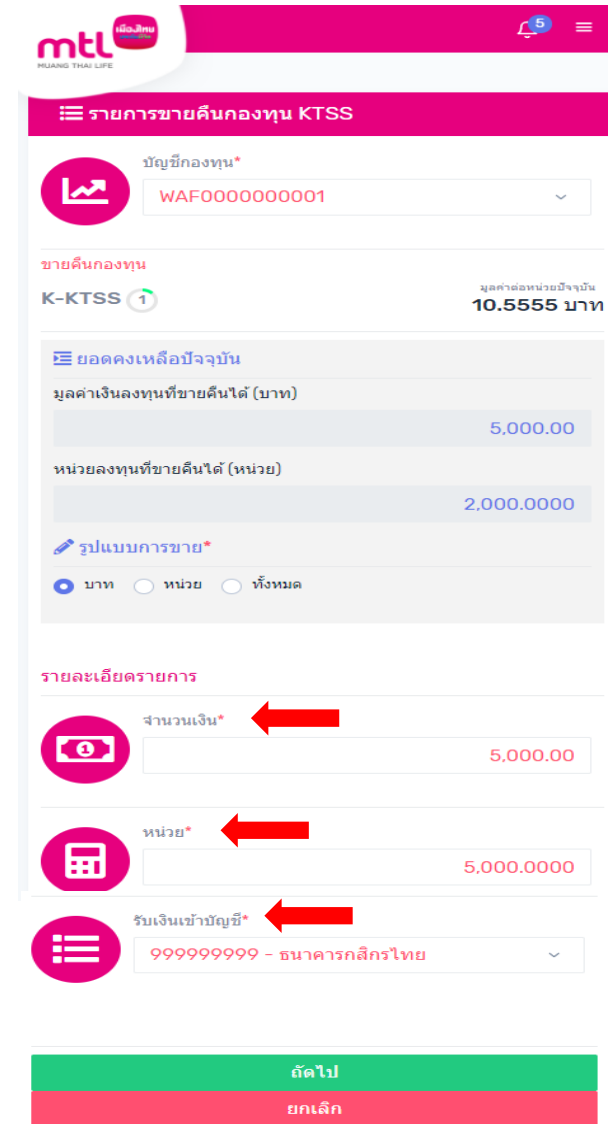 เมืองไทย
5
mtl
MUANG THAI LIFE
รายการขายคืนกองทุน KTSS
บัญชีกองทุน*
WAF0000000001
ขายคืนกองทุน
K-KTSS 1
มูลค่าต่อหน่วยปัจจุบัน
10.5555 บาท
ยอดคงเหลือปัจจุบัน
มูลค่าเงินลงทุนที่ขายคืนได้ (บาท)
5,000.00
หน่วยลงทุนที่ขายคืนได้ (หน่วย)
2,000.0000
รูปแบบการขาย*
บาท หน่วย ทั้งหมด
รายละเอียดรายการ
จำนวนเงิน*
5,000.00
หน่วย*
5,000.0000
รับเงินเข้าบัญชี*
999999999 - ธนาคารกสิกรไทย
ถัดไป
ยกเลิก